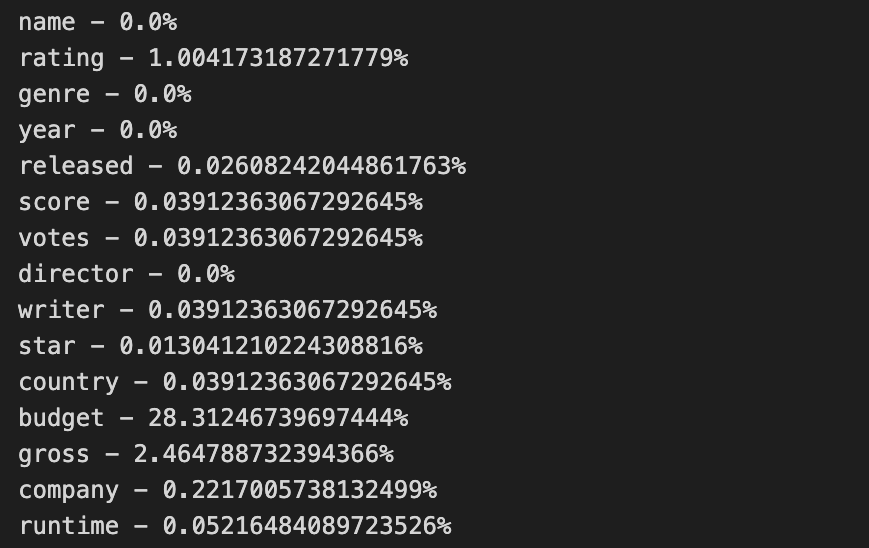 name – 0.0%
rating – 1.004173187271779%
genre – 0.0%
year – 0.0%
released – 0.02608242044861763%
score – 0.03912363067292645%
votes – 0.03912363067292645%
director – 0.0%
writer – 0.03912363067292645%
star – 0.013041210224308816%
country – 0.03912363067292645%
budget – 28.31246739697444%
gross – 2.464788732394366%
company – 0.2217005738132499%
runtime – 0.05216484089723526%